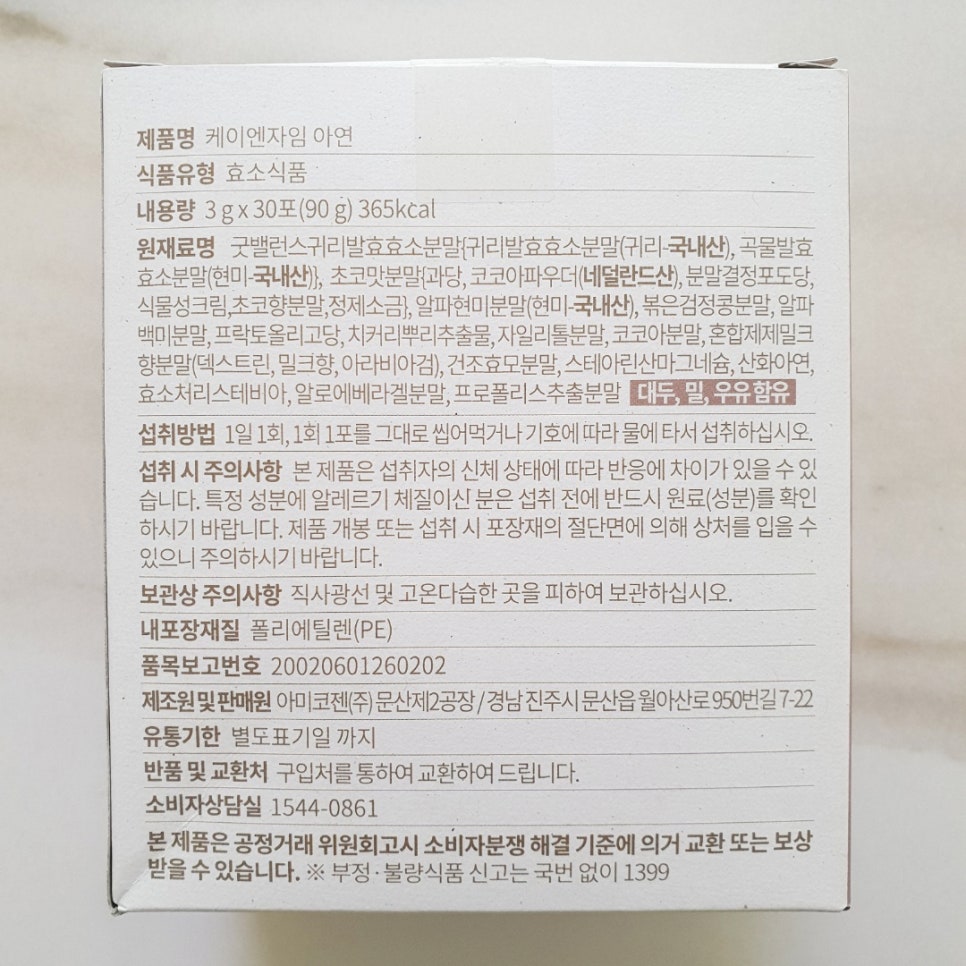 제품명 케이엔자임 아연
식품유형 효소식품
내용량 3 g x 30포(90 g) 365kcal
원재료명 굿밸런스귀리발효효소분말{귀리발효효소분말(귀리-국내산), 곡물발효
효소분말(현미-국내산)}, 초코맛분말{과당, 코코아파우더(네덜란드산), 분말결정포도당,
식물성크림,초코향분말,정제소금}, 알파현미분말(현미-국내산), 볶은검정콩분말, 알파
백미분말, 프락토올리고당, 치커리뿌리추출물, 자일리톨분말, 코코아분말, 혼합제제밀크
향분말(덱스트린, 밀크향, 아라비아검), 건조효모분말, 스테아린산마그네슘, 산화아연,
효소처리스테비아, 알로에베라겔분말, 프로폴리스추출분말 대두, 밀, 우유 함유
섭취방법 1일 1회, 1회 1포를 그대로 씹어먹거나 기호에 따라 물에 타서 섭취하십시오.
섭취 시 주의사항 본 제품은 섭취자의 신체 상태에 따라 반응에 차이가 있을 수 있
습니다. 특정 성분에 알레르기 체질이신 분은 섭취 전에 반드시 원료(성분)를 확인
하시기 바랍니다. 제품 개봉 또는 섭취 시 포장재의 절단면에 의해 상처를 입을 수
있으니 주의하시기 바랍니다.
보관상 주의사항 직사광선 및 고온다습한 곳을 피하여 보관하십시오.
내포장재질 폴리에틸렌(PE)
품목보고번호 20020601260202
제조원 및 판매원 아미코젠(주) 문산제2공장 / 경남 진주시 문산읍 월아산로 950번길 7-22
유통기한 별도표기일 까지
반품 및 교환처 구입처를 통하여 교환하여 드립니다.
소비자상담실 1544-0861
본 제품은 공정거래 위원회고시 소비자분쟁 해결 기준에 의거 교환 또는 보상
받을 수 있습니다. ※ 부정·불량식품 신고는 국번 없이 1399